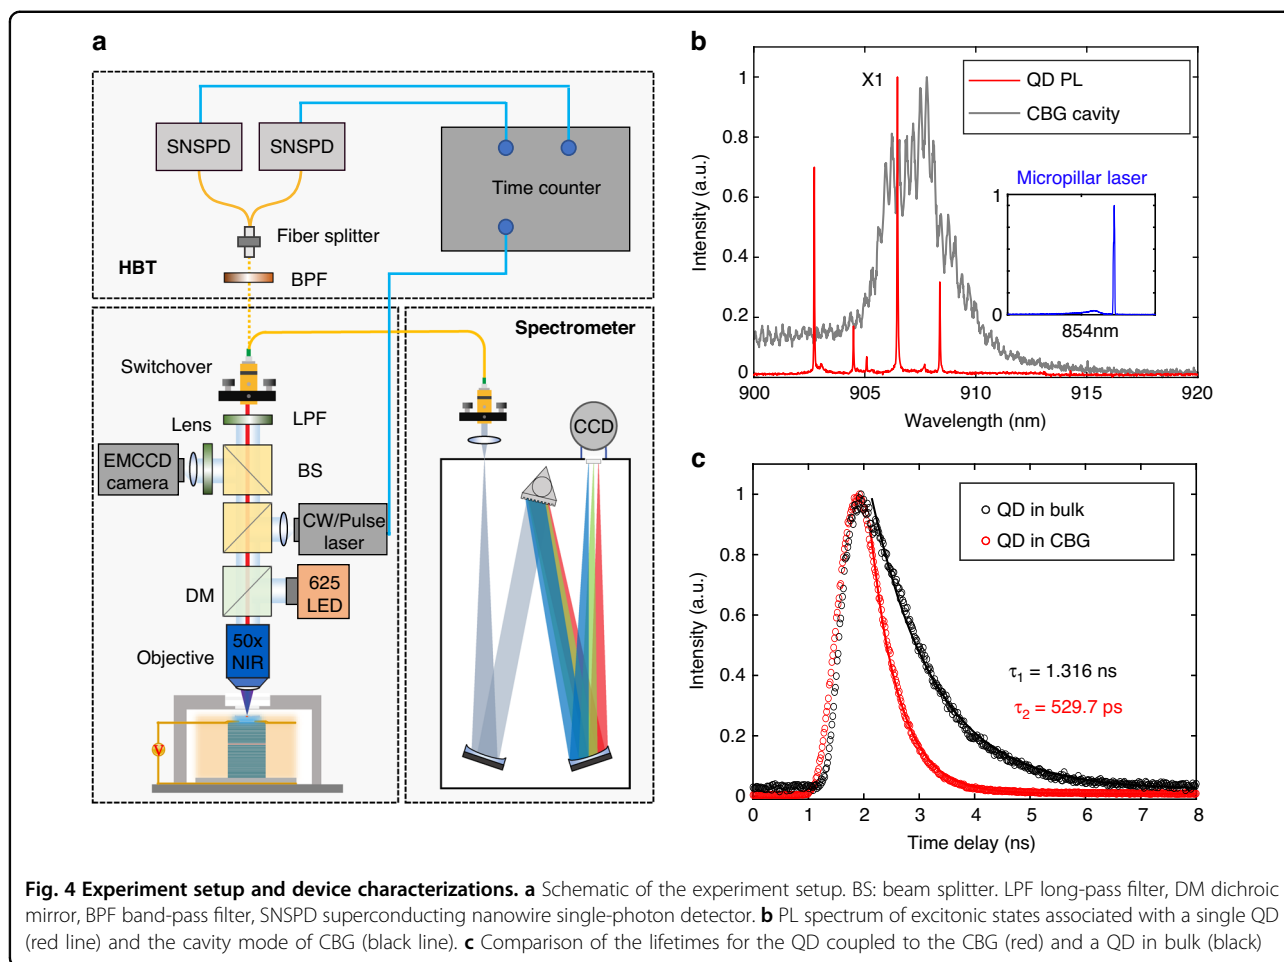 a
SNSPD
SNSPD
Time counter
Fiber splitter
HBT
BPF
Spectrometer
Switchover
LPF
Lens
CCD
EMCCD
camera
BS
CW/Pulse
laser
DM
625
LED
Objective
50x
NIR
V
b
X1
QD PL
CBG cavity
Micropillar laser
1
0
854nm
Intensity (a.u.)
1
0.8
0.6
0.4
0.2
0
900
905
910
915
920
Wavelength (nm)
c
QD in bulk
QD in CBG
τ1 = 1.316 ns
τ2 = 529.7 ps
Intensity (a.u.)
1
0.8
0.6
0.4
0.2
0
0
1
2
3
4
5
6
7
8
Time delay (ns)
Fig. 4 Experiment setup and device characterizations. a Schematic of the experiment setup. BS: beam splitter. LPF long-pass filter, DM dichroic
mirror, BPF band-pass filter, SNSPD superconducting nanowire single-photon detector. b PL spectrum of excitonic states associated with a single QD
(red line) and the cavity mode of CBG (black line). c Comparison of the lifetimes for the QD coupled to the CBG (red) and a QD in bulk (black)